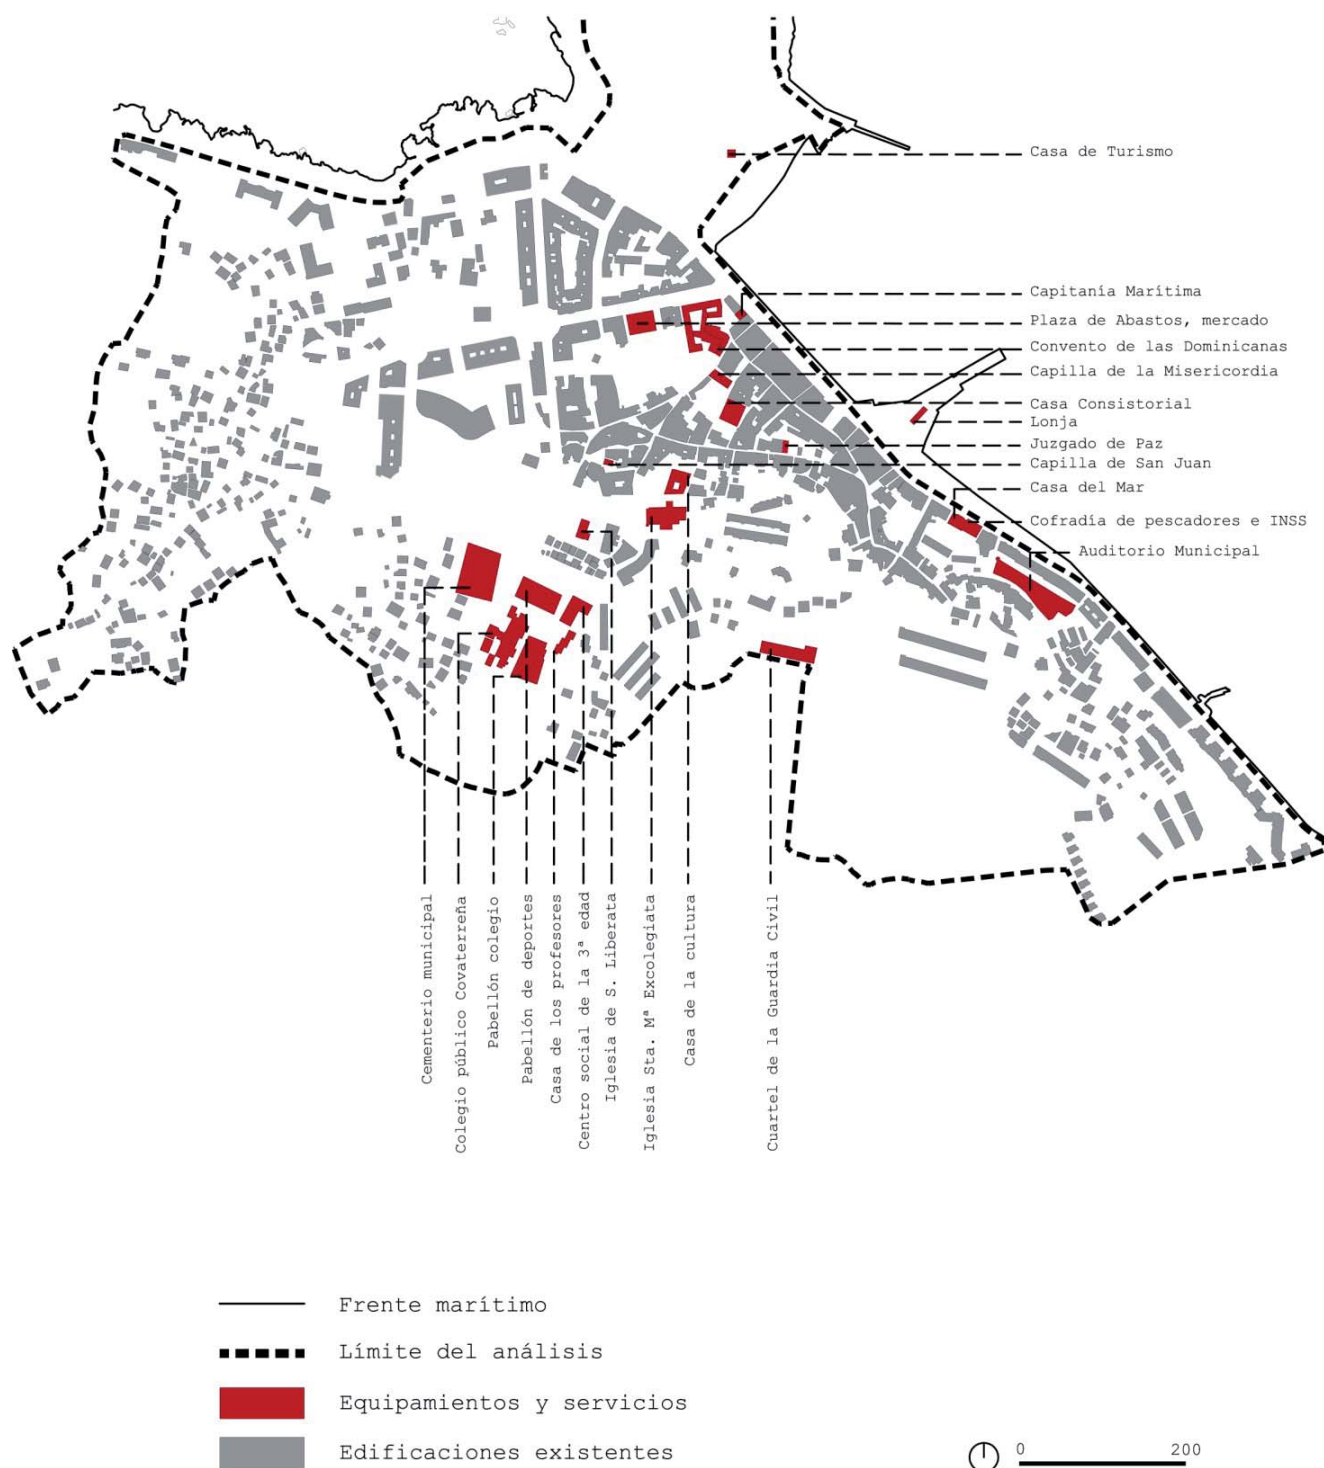 Casa de Turismo
Capitanía Marítima
Plaza de Abastos, mercado
Convento de las Dominicanas
Capilla de la Misericordia
Casa Consistorial
Lonja
Juzgado de Paz
Capilla de San Juan
Casa del Mar
Cofradía de pescadores e INSS
Auditorio Municipal
Cementerio municipal
Colegio público Covaterreña
Pabellón colegio
Pabellón de deportes
Casa de los profesores
Centro social de la 3ª edad
Iglesia de S. Liberata
Iglesia Sta. Mª Excolegiata
Casa de la cultura
Cuartel de la Guardia Civil
Frente marítimo
Límite del análisis
Equipamientos y servicios
Edificaciones existentes
0 200